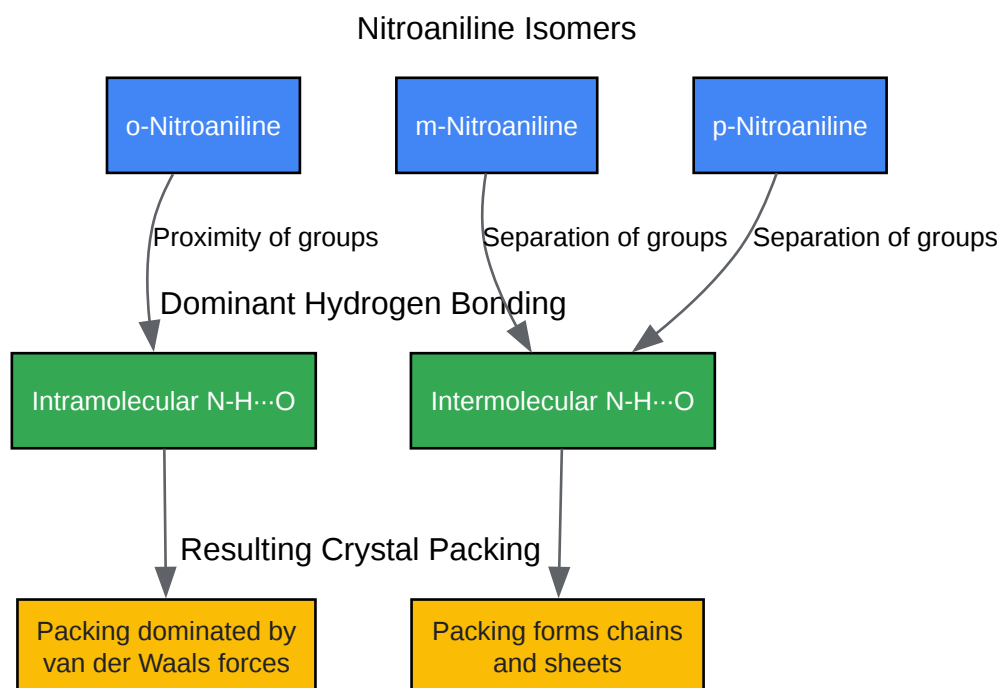 Nitroaniline Isomers
o-Nitroaniline
m-Nitroaniline
p-Nitroaniline
Proximity of groups
Separation of groups
Separation of groups
Dominant Hydrogen Bonding
Intramolecular N-H···O
Intermolecular N-H···O
Resulting Crystal Packing
Packing dominated by
van der Waals forces
Packing forms chains
and sheets